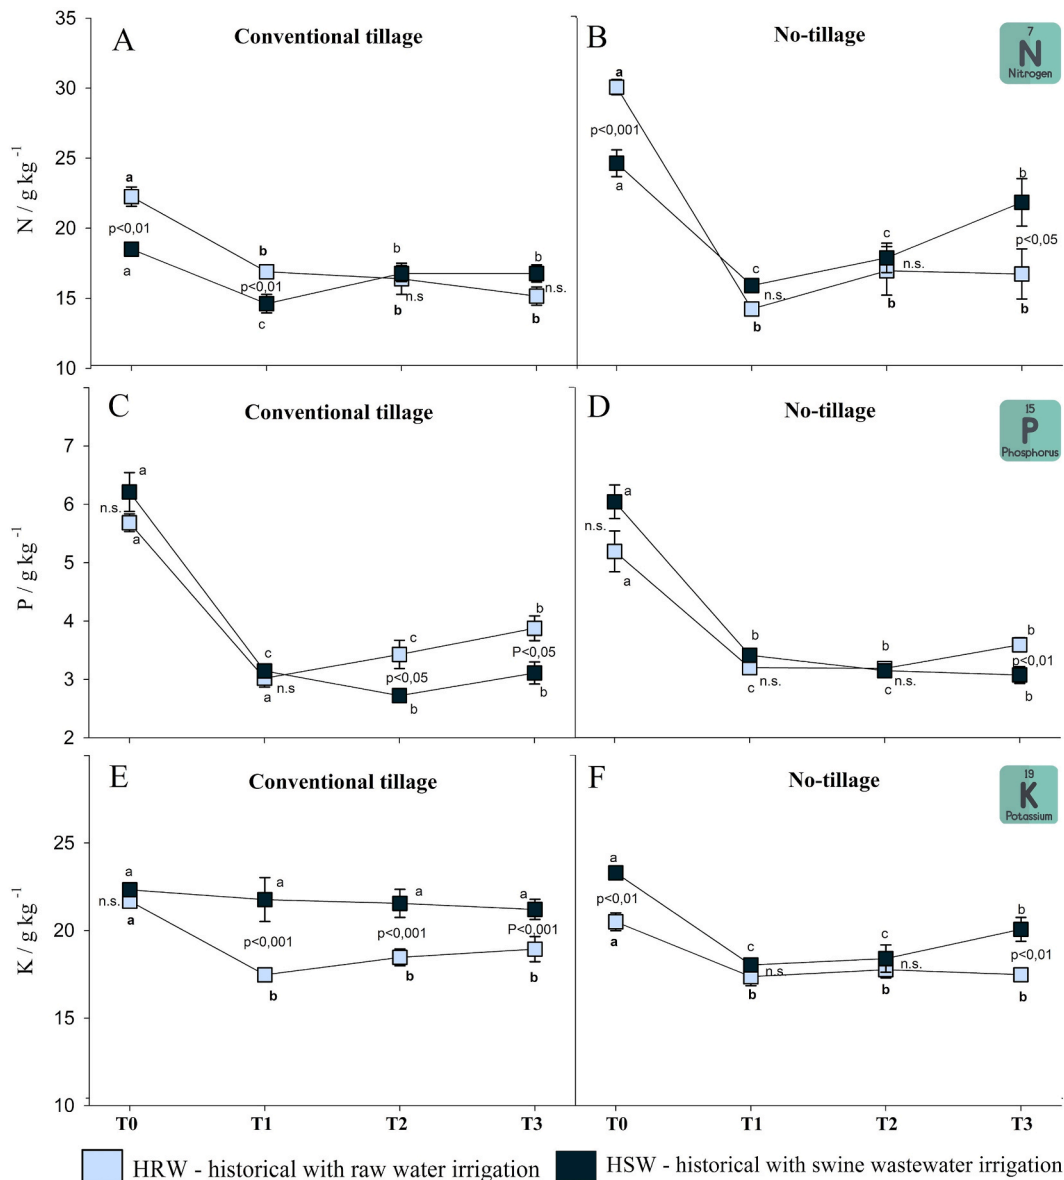 A
Conventional tillage
B
No-tillage
7
N
Nitrogen
35
30
25
20
15
10
N / g kg⁻¹
a
p<0,01
a
b
p<0,01
c
b
n.s
b
b
n.s.
b
a
p<0,001
a
c
n.s.
b
c
n.s.
b
b
p<0,05
b
C
Conventional tillage
D
No-tillage
15
P
Phosphorus
7
6
5
4
3
2
P / g kg⁻¹
a
n.s.
a
c
n.s
a
c
p<0,05
b
b
P<0,05
b
a
n.s.
a
b
n.s.
c
b
n.s.
c
b
p<0,01
b
E
Conventional tillage
F
No-tillage
19
K
Potassium
25
20
15
10
K / g kg⁻¹
a
n.s.
a
a
p<0,001
b
a
p<0,001
b
a
P<0,001
b
a
p<0,01
a
c
n.s.
b
c
n.s.
b
b
p<0,01
b
T0 T1 T2 T3 T0 T1 T2 T3
HRW - historical with raw water irrigation
HSW - historical with swine wastewater irrigation